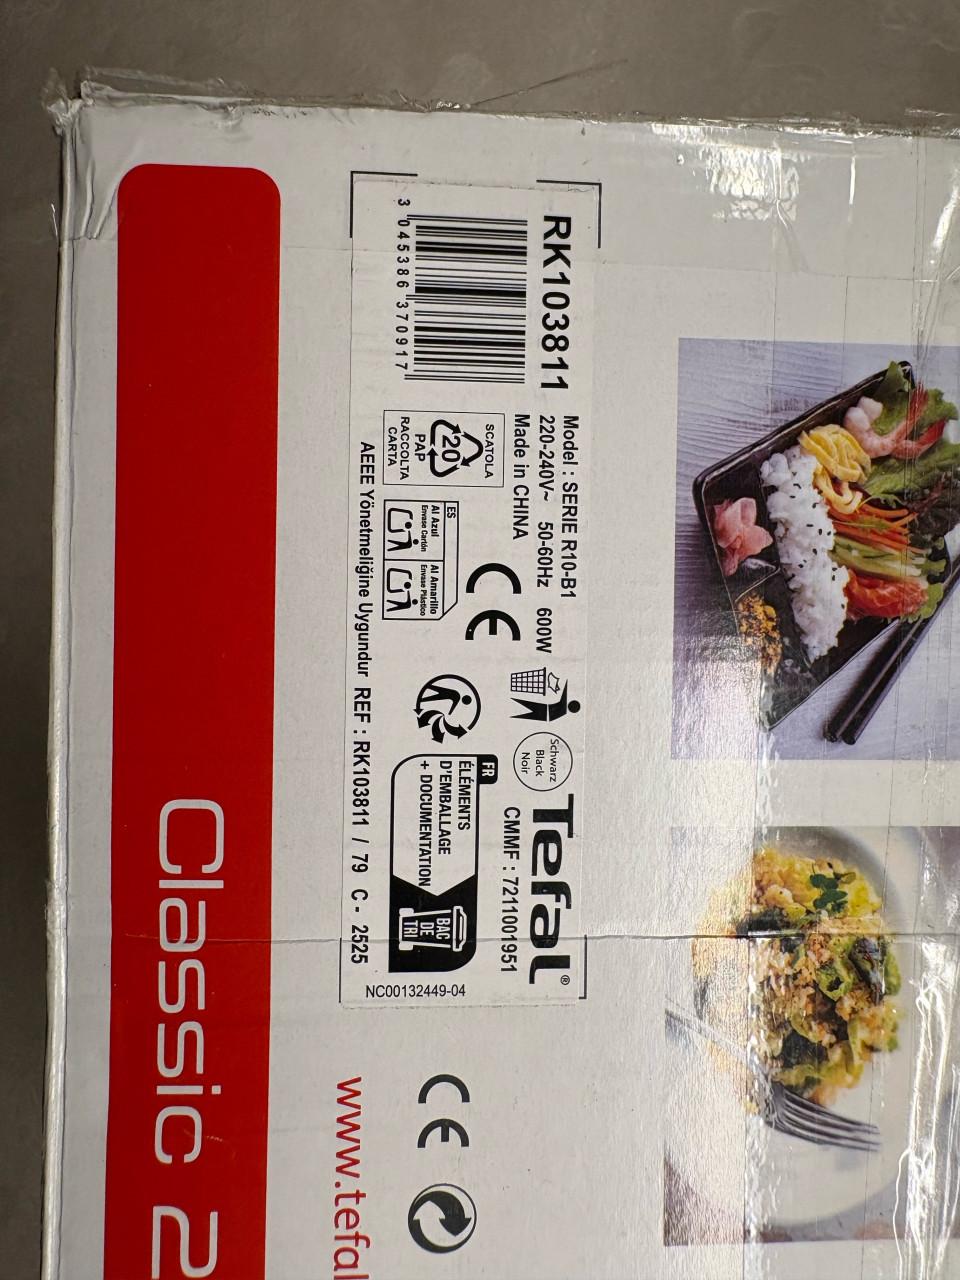 RK103811
3 045386 370917
Model : SERIE R10-B1
220-240V~ 50-60Hz 600W
Made in CHINA
SCATOLA
20
PAP
RACCOLTA
CARTA
ES
Al Azul
Envase Cartón
Al Amarillo
Envase Plástico
CE
Schwarz
Black
Noir
Tefal®
CMMF : 7211001951
FR
ÉLÉMENTS
D'EMBALLAGE
+ DOCUMENTATION
BAC
DE
TRI
AEEE Yönetmeliğine Uygundur REF : RK103811 / 79 C - 2525
NC00132449-04
CE
www.tefal
Classic 2